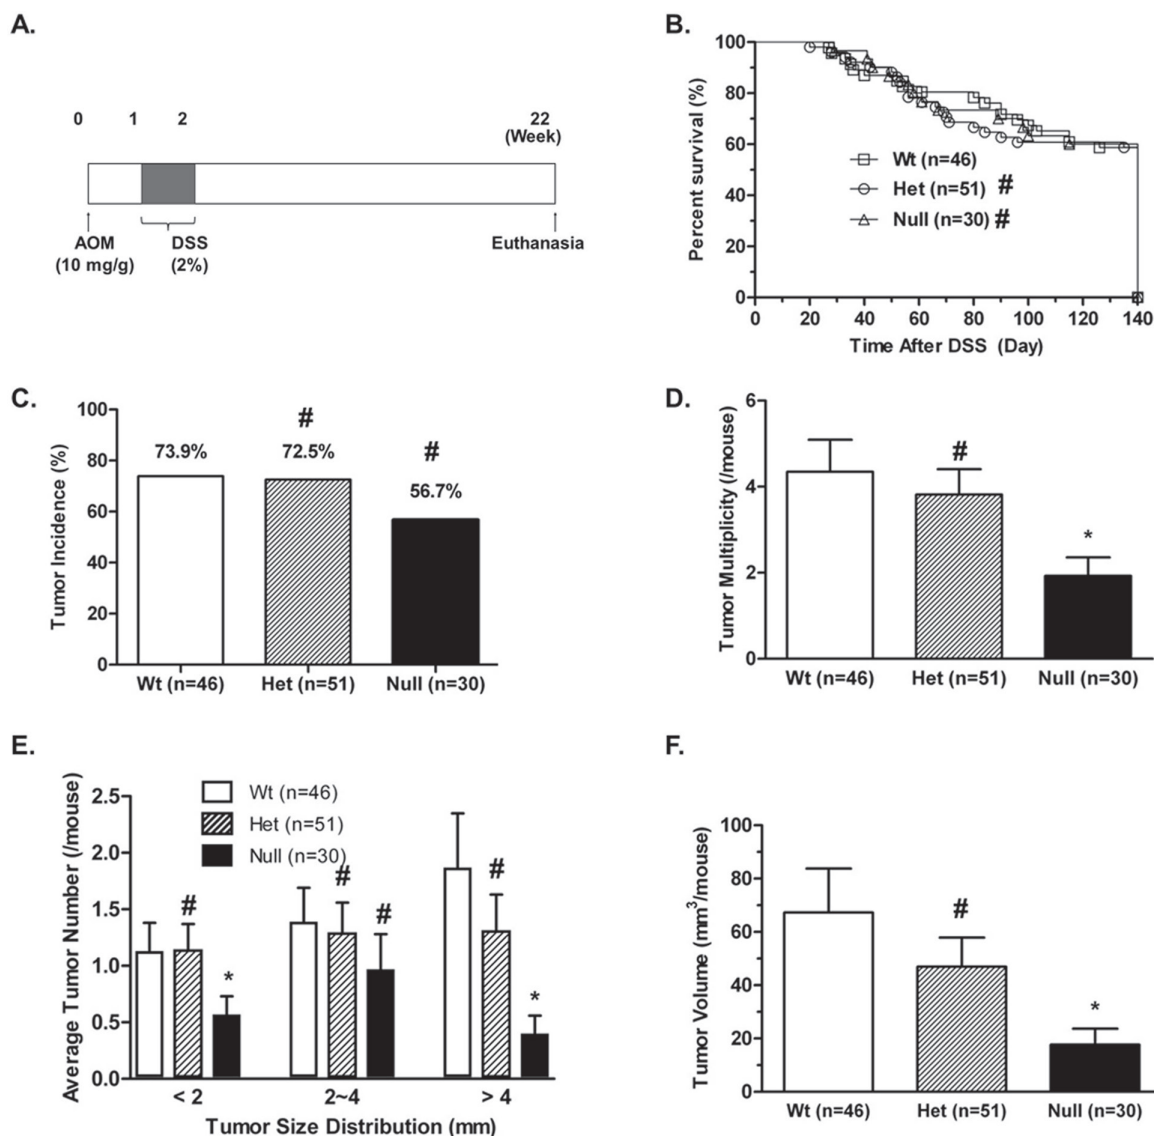 A.
0 1 2 22
(Week)
AOM DSS Euthanasia
(10 mg/g) (2%)
B.
Percent survival (%)
100
80
60
40
20
0
Wt (n=46)
Het (n=51) #
Null (n=30) #
0 20 40 60 80 100 120 140
Time After DSS (Day)
C.
Tumor Incidence (%)
100
80
60
40
20
0
73.9%
#
72.5%
#
56.7%
Wt (n=46) Het (n=51) Null (n=30)
D.
Tumor Multiplicity (/mouse)
6
4
2
0
#
*
Wt (n=46) Het (n=51) Null (n=30)
E.
Average Tumor Number (/mouse)
2.5
2.0
1.5
1.0
0.5
0.0
Wt (n=46)
Het (n=51)
Null (n=30)
# * # # # *
< 2 2~4 > 4
Tumor Size Distribution (mm)
F.
Tumor Volume (mm³/mouse)
100
80
60
40
20
0
#
*
Wt (n=46) Het (n=51) Null (n=30)